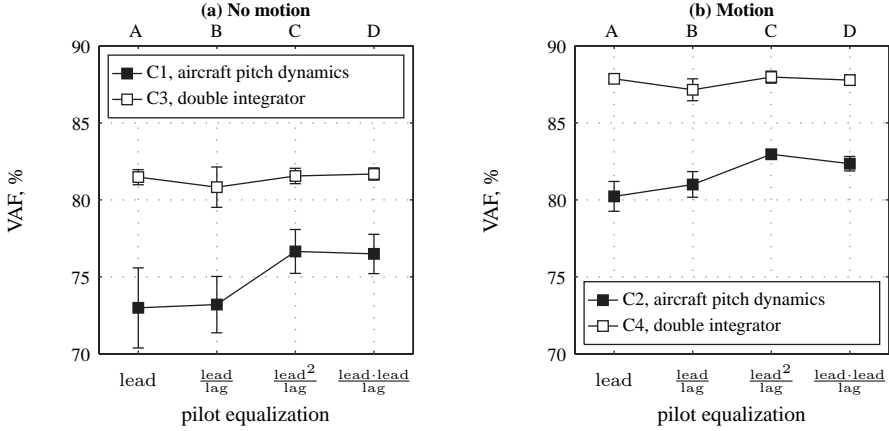 (a) No motion
A B C D
90
85
80
75
70
VAF, %
C1, aircraft pitch dynamics
C3, double integrator
lead lead/lag lead²/lag lead·lead/lag
pilot equalization
(b) Motion
A B C D
90
85
80
75
70
VAF, %
C2, aircraft pitch dynamics
C4, double integrator
lead lead/lag lead²/lag lead·lead/lag
pilot equalization